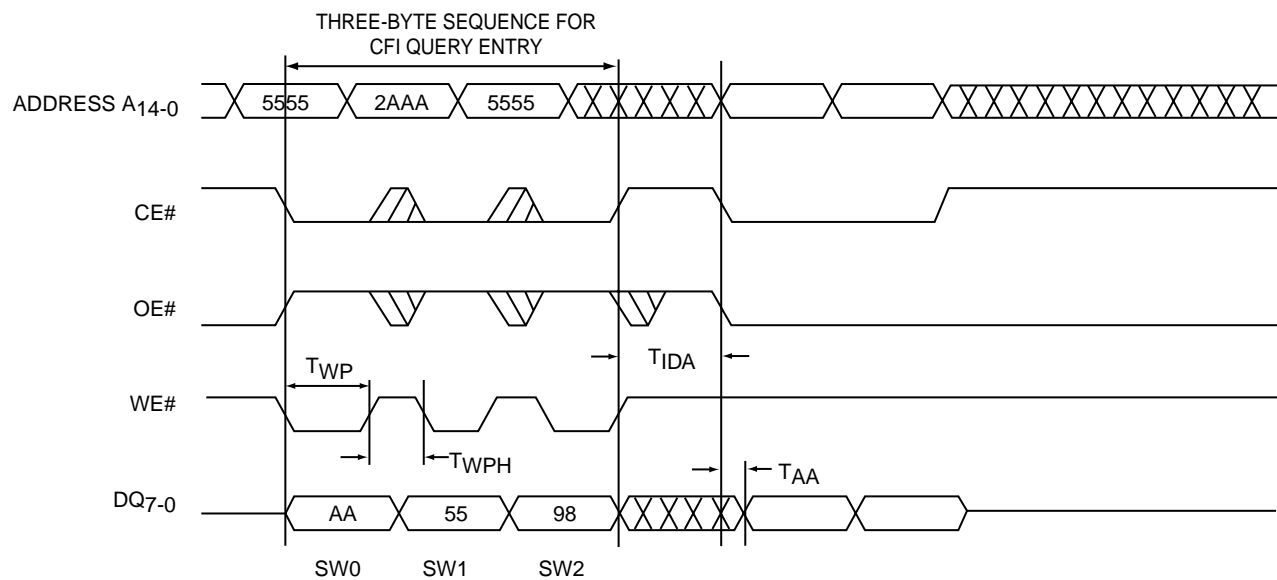 THREE-BYTE SEQUENCE FOR
CFI QUERY ENTRY
ADDRESS A14-0
5555 2AAA 5555
CE#
OE#
TWP
TIDA
WE#
TWPH
TAA
DQ7-0
AA 55 98
SW0 SW1 SW2